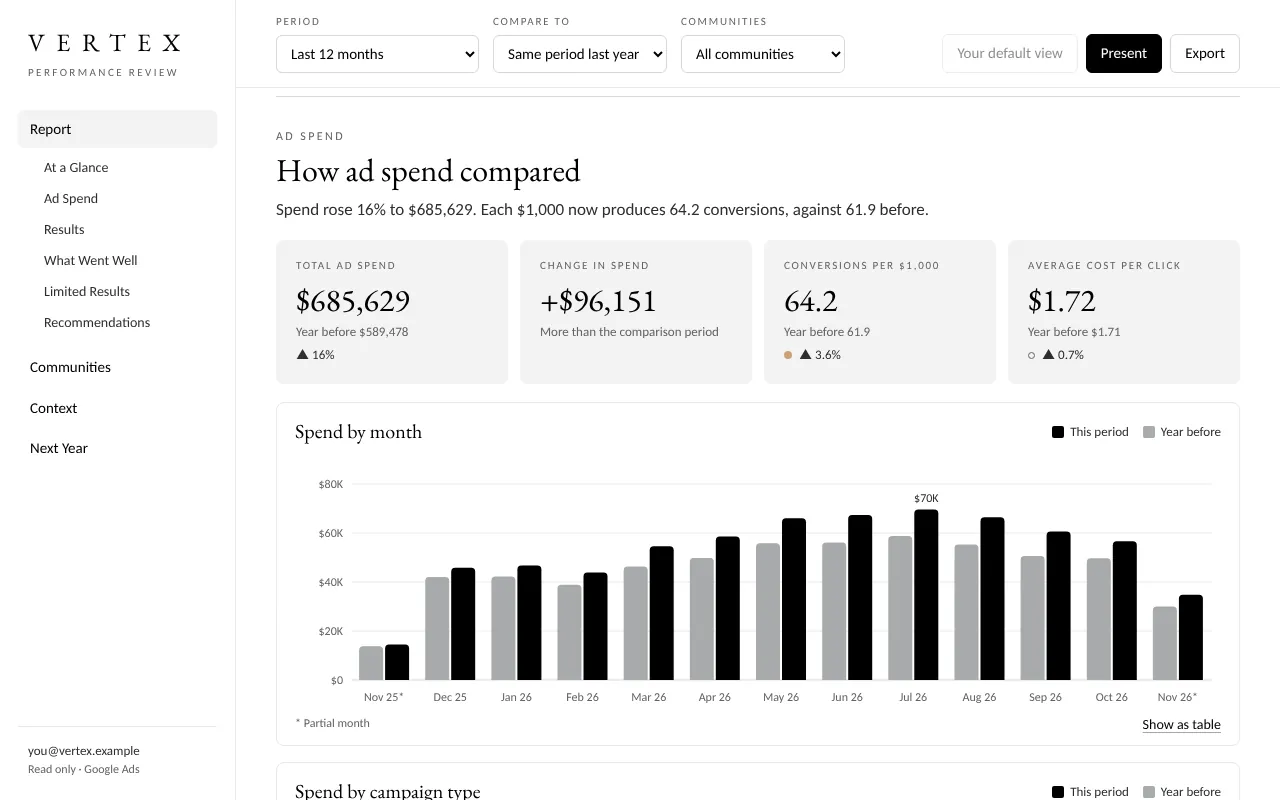 VERTEX
PERFORMANCE REVIEW
Report
At a Glance
Ad Spend
Results
What Went Well
Limited Results
Recommendations
Communities
Context
Next Year
you@vertex.example
Read only · Google Ads
PERIOD
Last 12 months
COMPARE TO
Same period last year
COMMUNITIES
All communities
Your default view
Present
Export
AD SPEND
How ad spend compared
Spend rose 16% to $685,629. Each $1,000 now produces 64.2 conversions, against 61.9 before.
TOTAL AD SPEND
$685,629
Year before $589,478
▲ 16%
CHANGE IN SPEND
+$96,151
More than the comparison period
CONVERSIONS PER $1,000
64.2
Year before 61.9
▲ 3.6%
AVERAGE COST PER CLICK
$1.72
Year before $1.71
▲ 0.7%
Spend by month
This period Year before
$80K
$60K
$40K
$20K
$0
$70K
Nov 25* Dec 25 Jan 26 Feb 26 Mar 26 Apr 26 May 26 Jun 26 Jul 26 Aug 26 Sep 26 Oct 26 Nov 26*
* Partial month
Show as table
Spend by campaign type
This period Year before